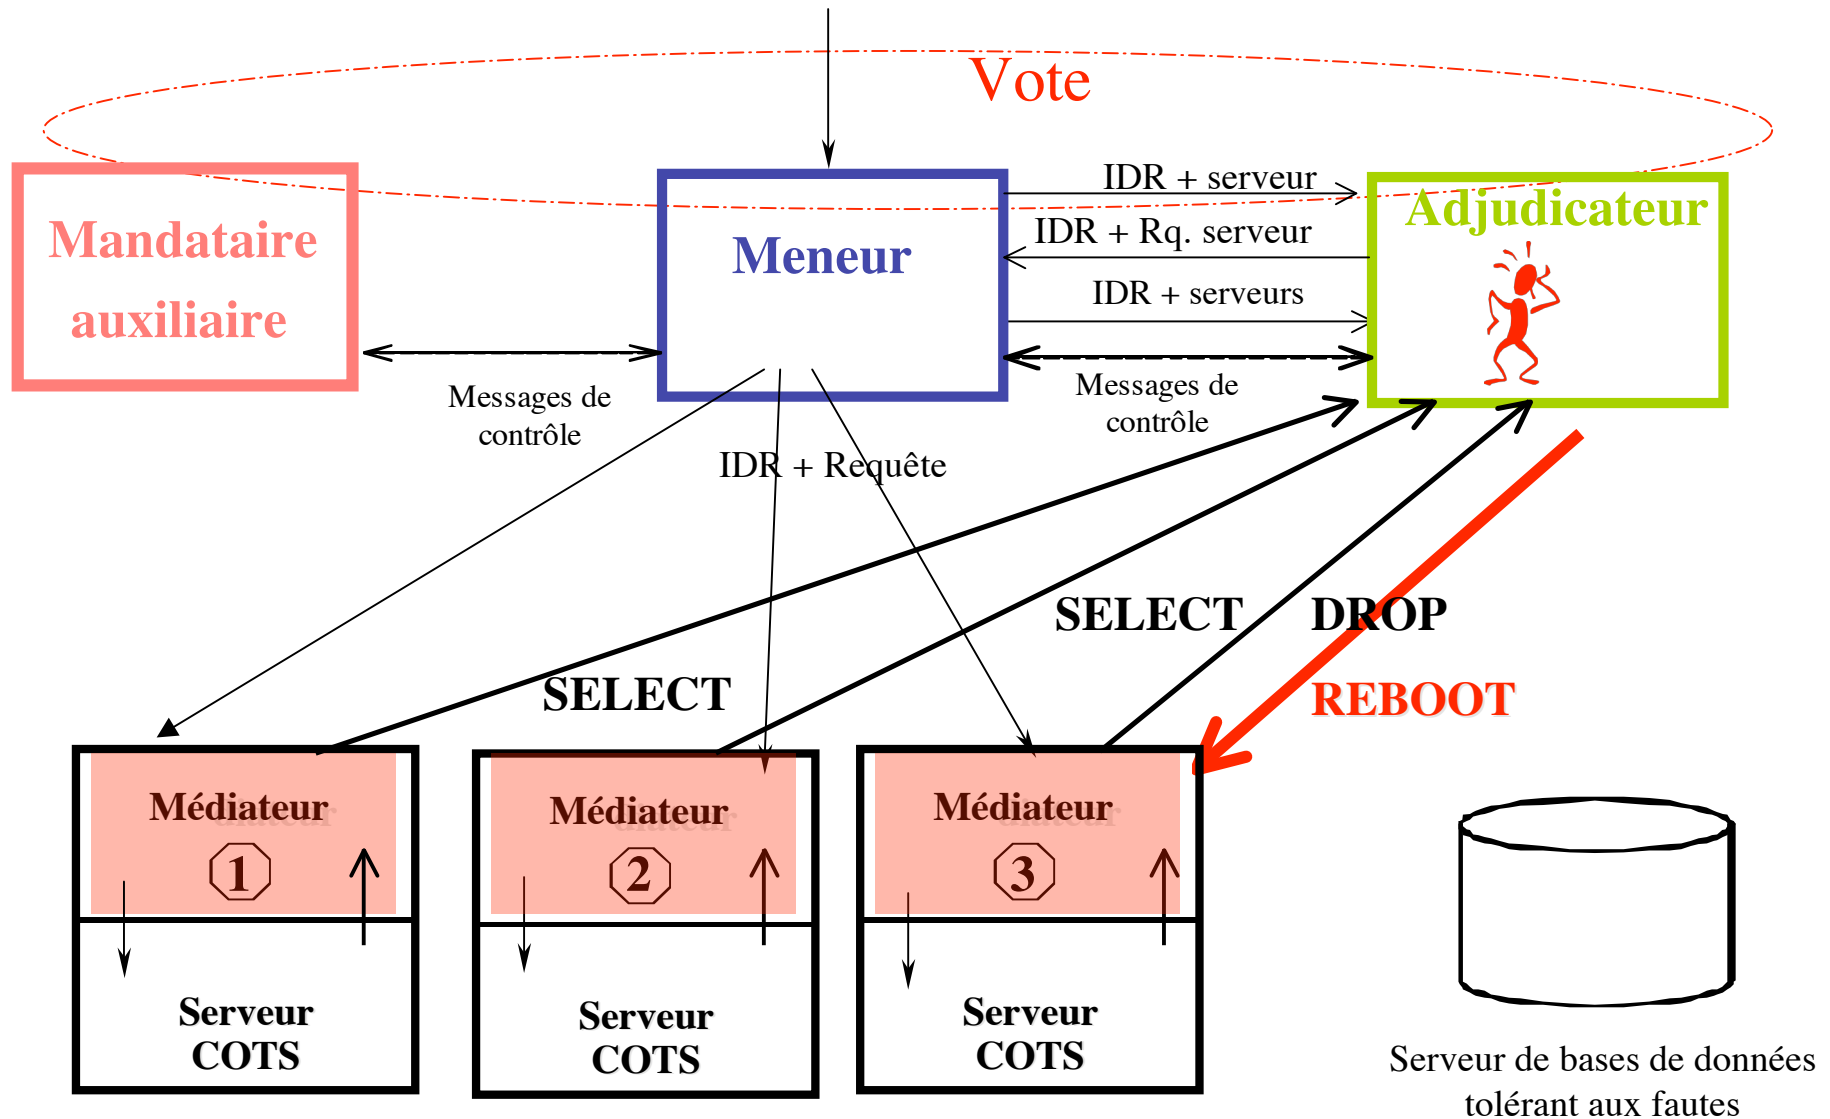 Vote
IDR + serveur
Adjudicateur
Mandataire
auxiliaire
Meneur
IDR + Rq. serveur
IDR + serveurs
Messages de
contrôle
Messages de
contrôle
IDR + Requête
SELECT
DROP
SELECT
REBOOT
Médiateur
1
Médiateur
2
Médiateur
3
Serveur
COTS
Serveur
COTS
Serveur
COTS
Serveur de bases de données
tolérant aux fautes